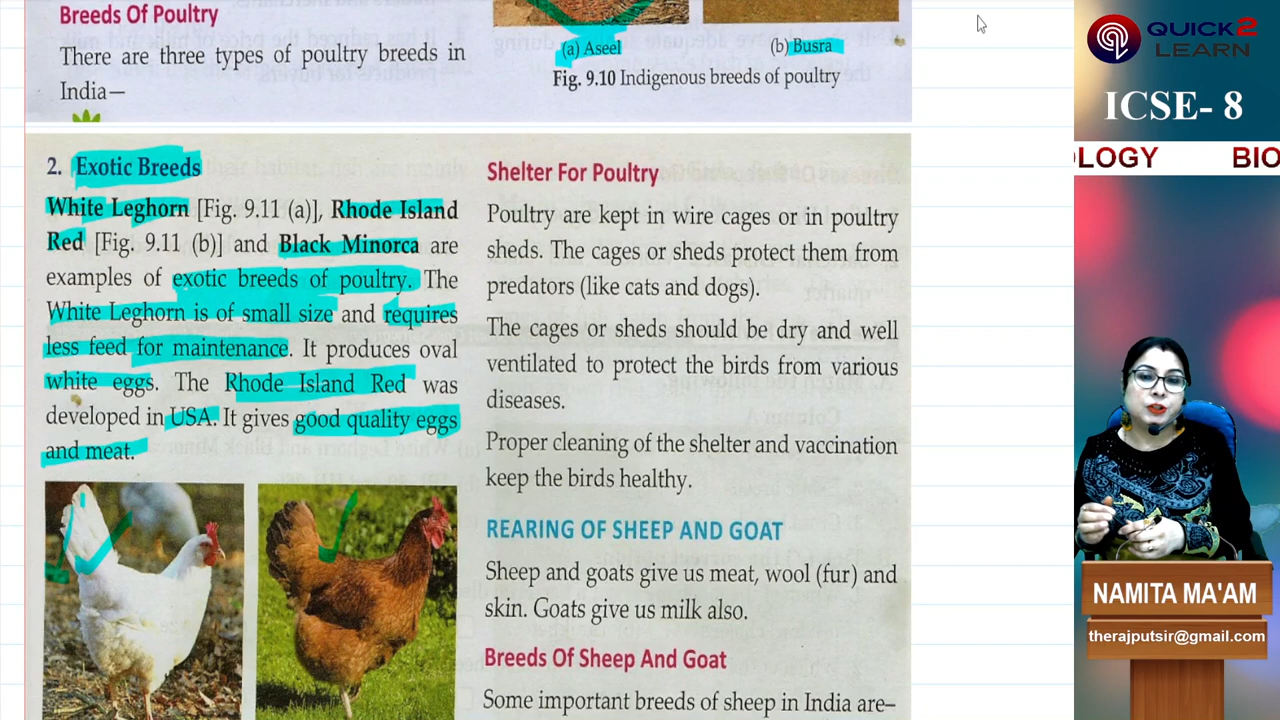 Breeds Of Poultry
There are three types of poultry breeds in
India—
(a) Aseel
(b) Busra
Fig. 9.10 Indigenous breeds of poultry
2. Exotic Breeds
White Leghorn [Fig. 9.11 (a)], Rhode Island
Red [Fig. 9.11 (b)] and Black Minorca are
examples of exotic breeds of poultry. The
White Leghorn is of small size and requires
less feed for maintenance. It produces oval
white eggs. The Rhode Island Red was
developed in USA. It gives good quality eggs
and meat.
Shelter For Poultry
Poultry are kept in wire cages or in poultry
sheds. The cages or sheds protect them from
predators (like cats and dogs).
The cages or sheds should be dry and well
ventilated to protect the birds from various
diseases.
Proper cleaning of the shelter and vaccination
keep the birds healthy.
REARING OF SHEEP AND GOAT
Sheep and goats give us meat, wool (fur) and
skin. Goats give us milk also.
Breeds Of Sheep And Goat
Some important breeds of sheep in India are–
QUICK2
LEARN
ICSE- 8
OLOGY BIO
NAMITA MA'AM
therajputsir@gmail.com